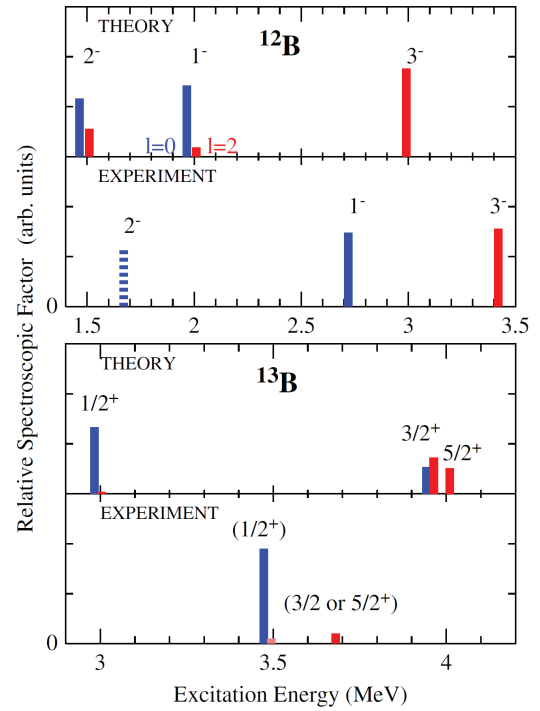 THEORY
¹²B
2⁻
1⁻
3⁻
l=0
l=2
EXPERIMENT
2⁻
1⁻
3⁻
0
1.5
2
2.5
3
3.5
THEORY
¹³B
1/2⁺
3/2⁺
5/2⁺
EXPERIMENT
(1/2⁺)
(3/2 or 5/2⁺)
0
3
3.5
4
Excitation Energy (MeV)
Relative Spectroscopic Factor (arb. units)